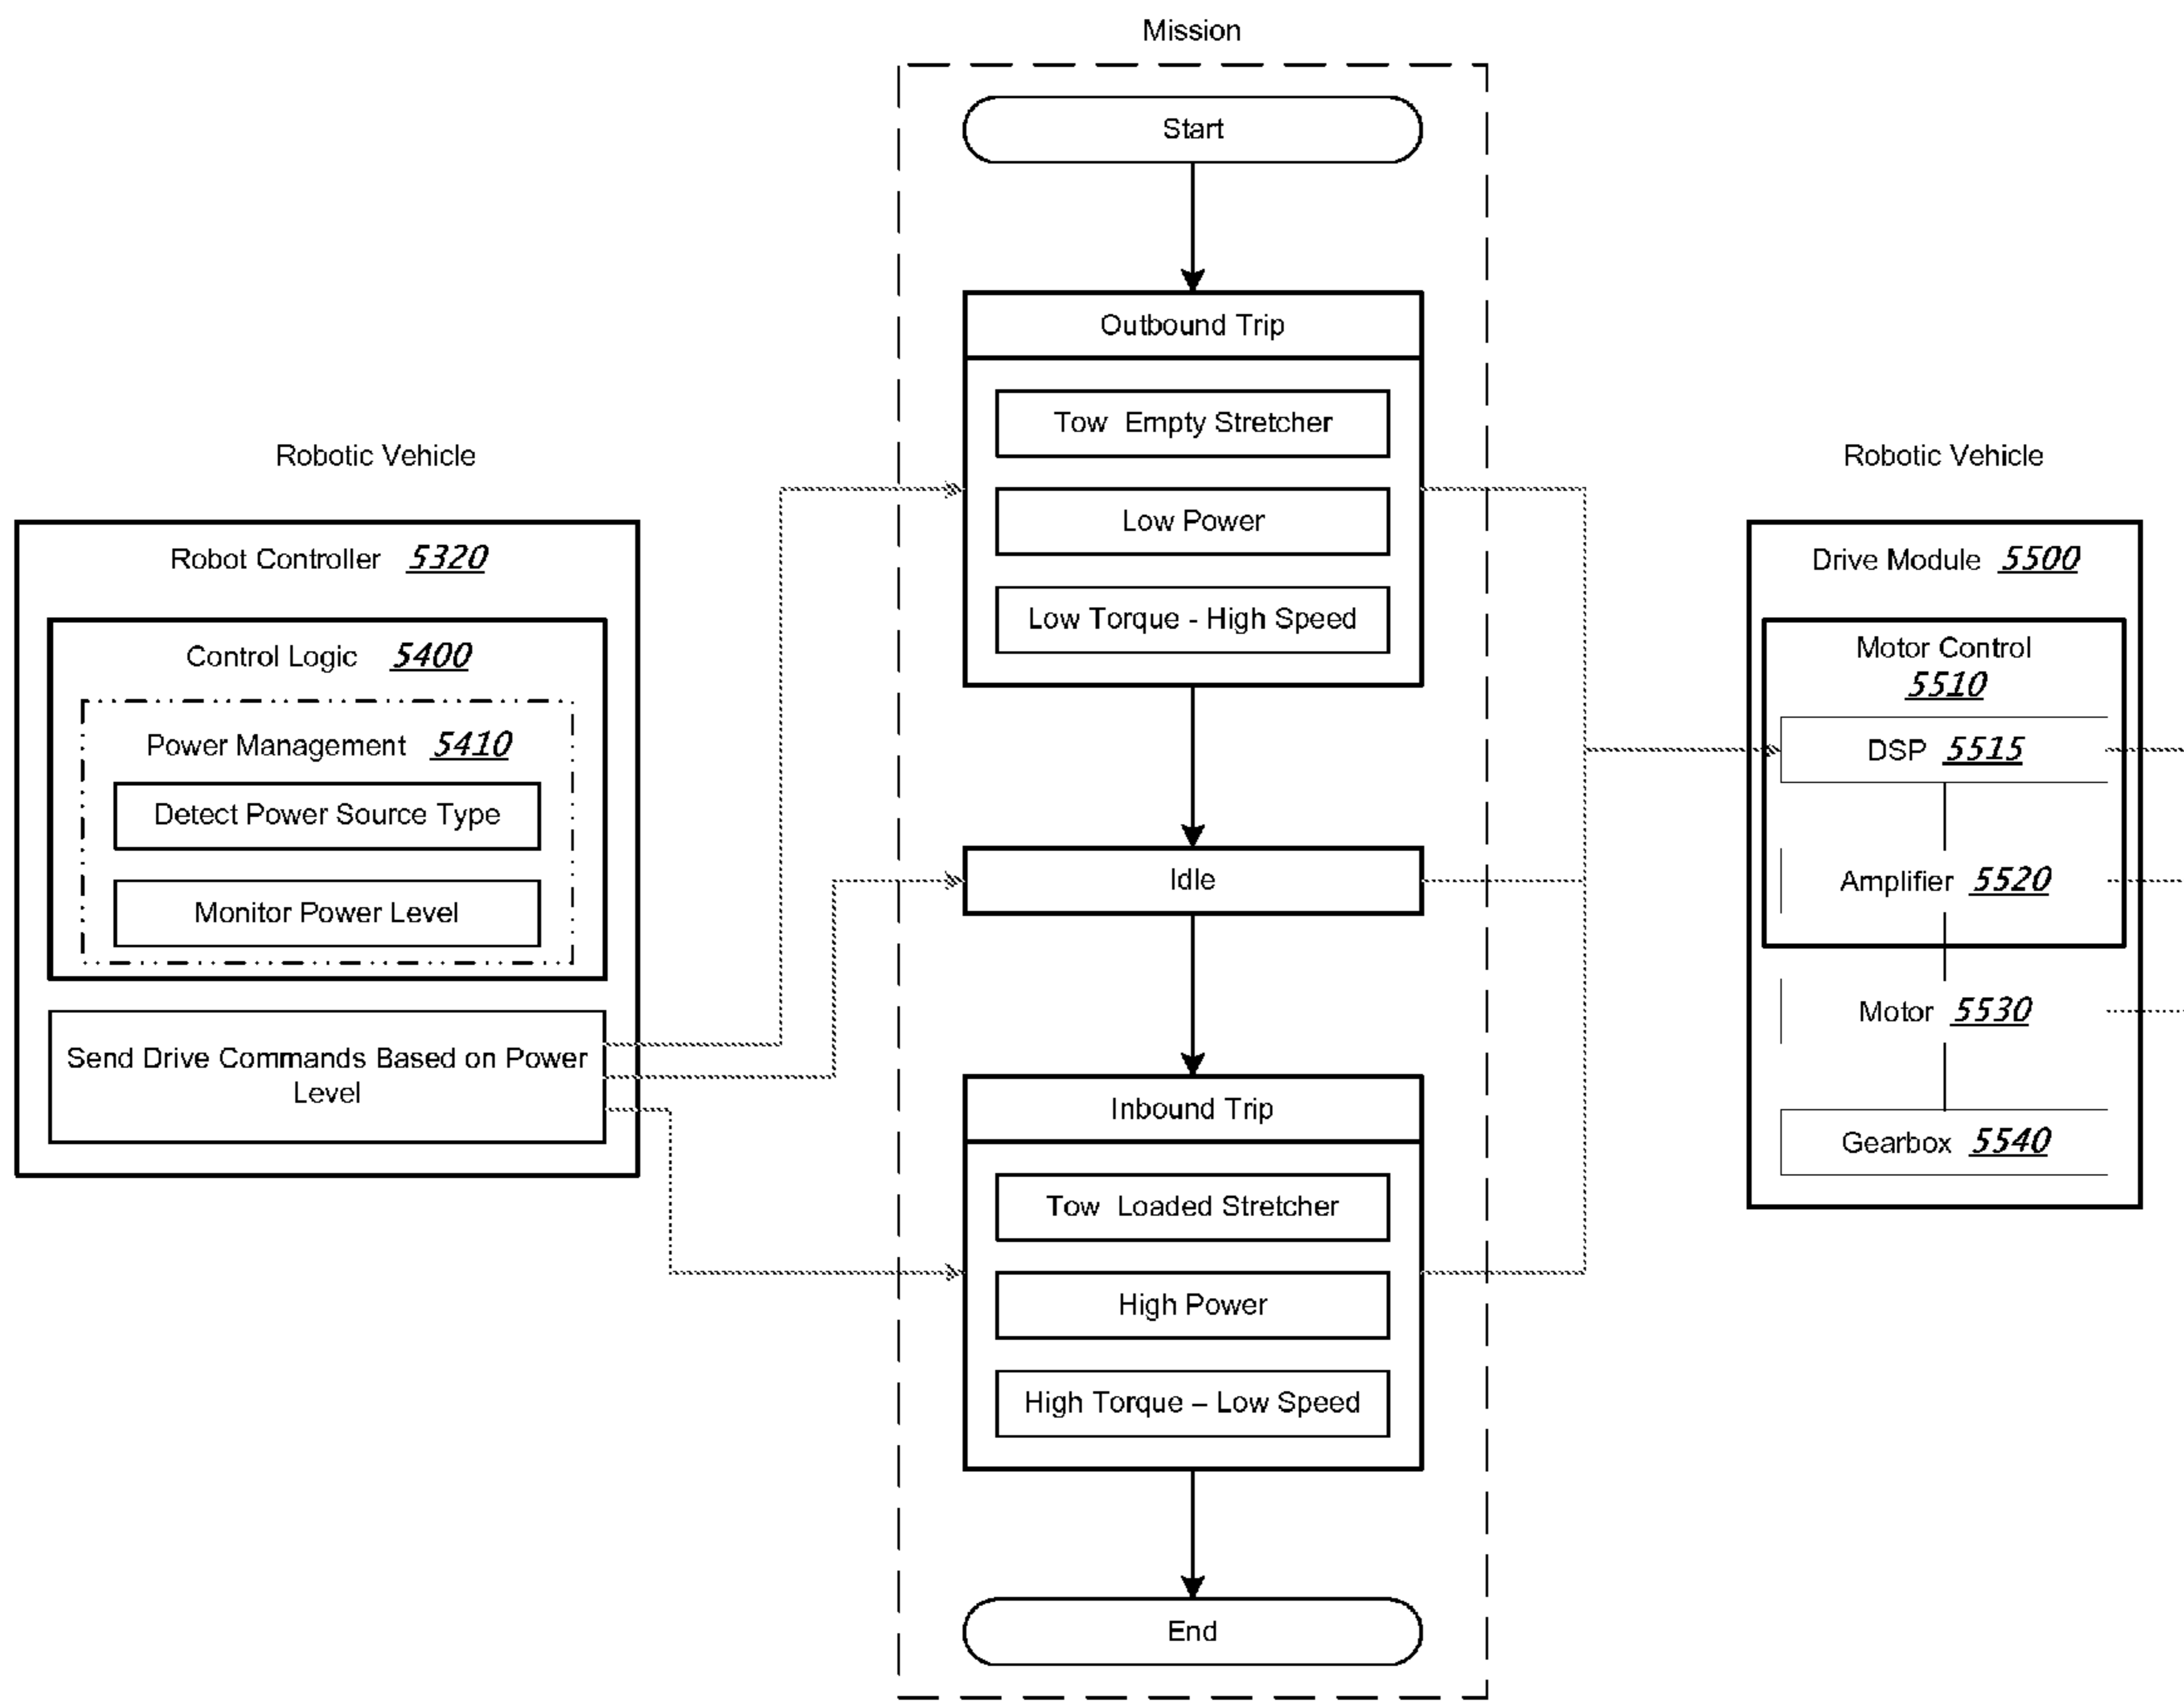 Mission
Start
Outbound Trip
Tow Empty Stretcher
Low Power
Low Torque - High Speed
Idle
Inbound Trip
Tow Loaded Stretcher
High Power
High Torque – Low Speed
End
Robotic Vehicle
Robot Controller 5320
Control Logic 5400
Power Management 5410
Detect Power Source Type
Monitor Power Level
Send Drive Commands Based on Power
Level
Robotic Vehicle
Drive Module 5500
Motor Control
5510
DSP 5515
Amplifier 5520
Motor 5530
Gearbox 5540